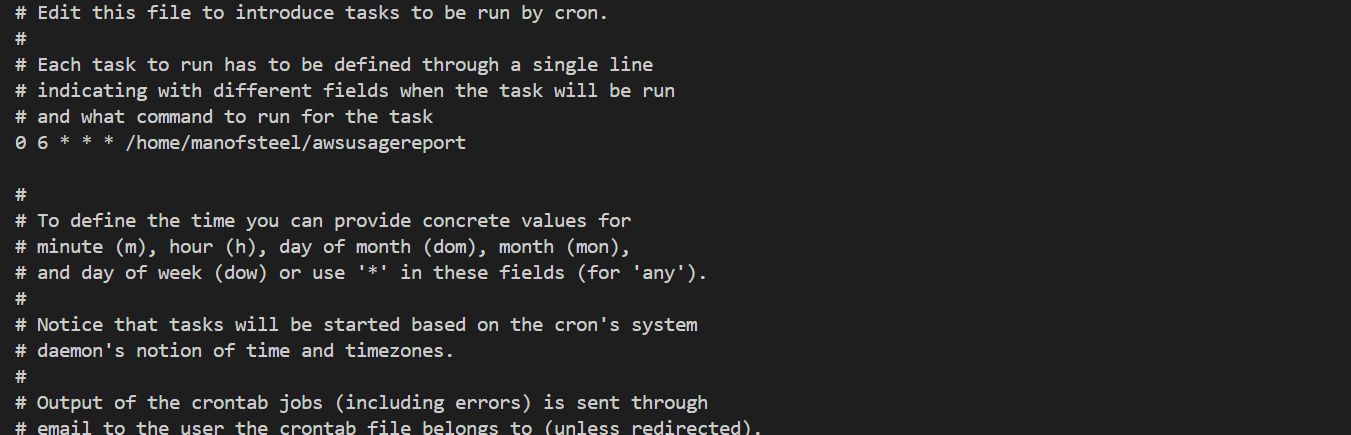 # Edit this file to introduce tasks to be run by cron.
#
# Each task to run has to be defined through a single line
# indicating with different fields when the task will be run
# and what command to run for the task
0 6 * * * /home/manofsteel/awsusagereport
#
# To define the time you can provide concrete values for
# minute (m), hour (h), day of month (dom), month (mon),
# and day of week (dow) or use '*' in these fields (for 'any').
#
# Notice that tasks will be started based on the cron's system
# daemon's notion of time and timezones.
#
# Output of the crontab jobs (including errors) is sent through
# email to the user the crontab file belongs to (unless redirected).